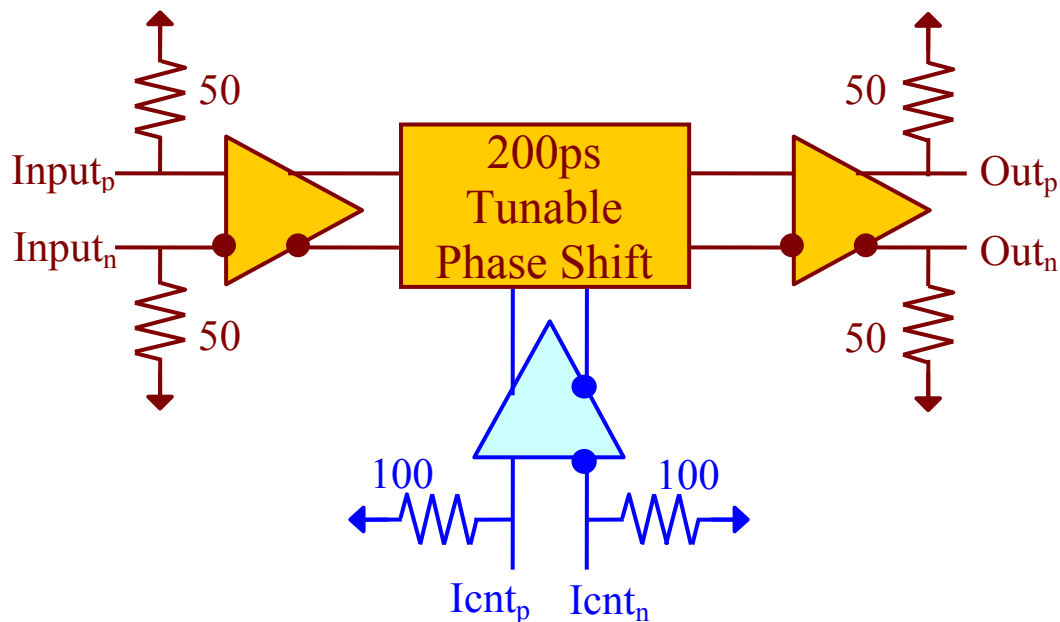 50
50
Input_p
200ps
Tunable
Phase Shift
Out_p
Input_n
Out_n
50
50
100
100
Icnt_p
Icnt_n